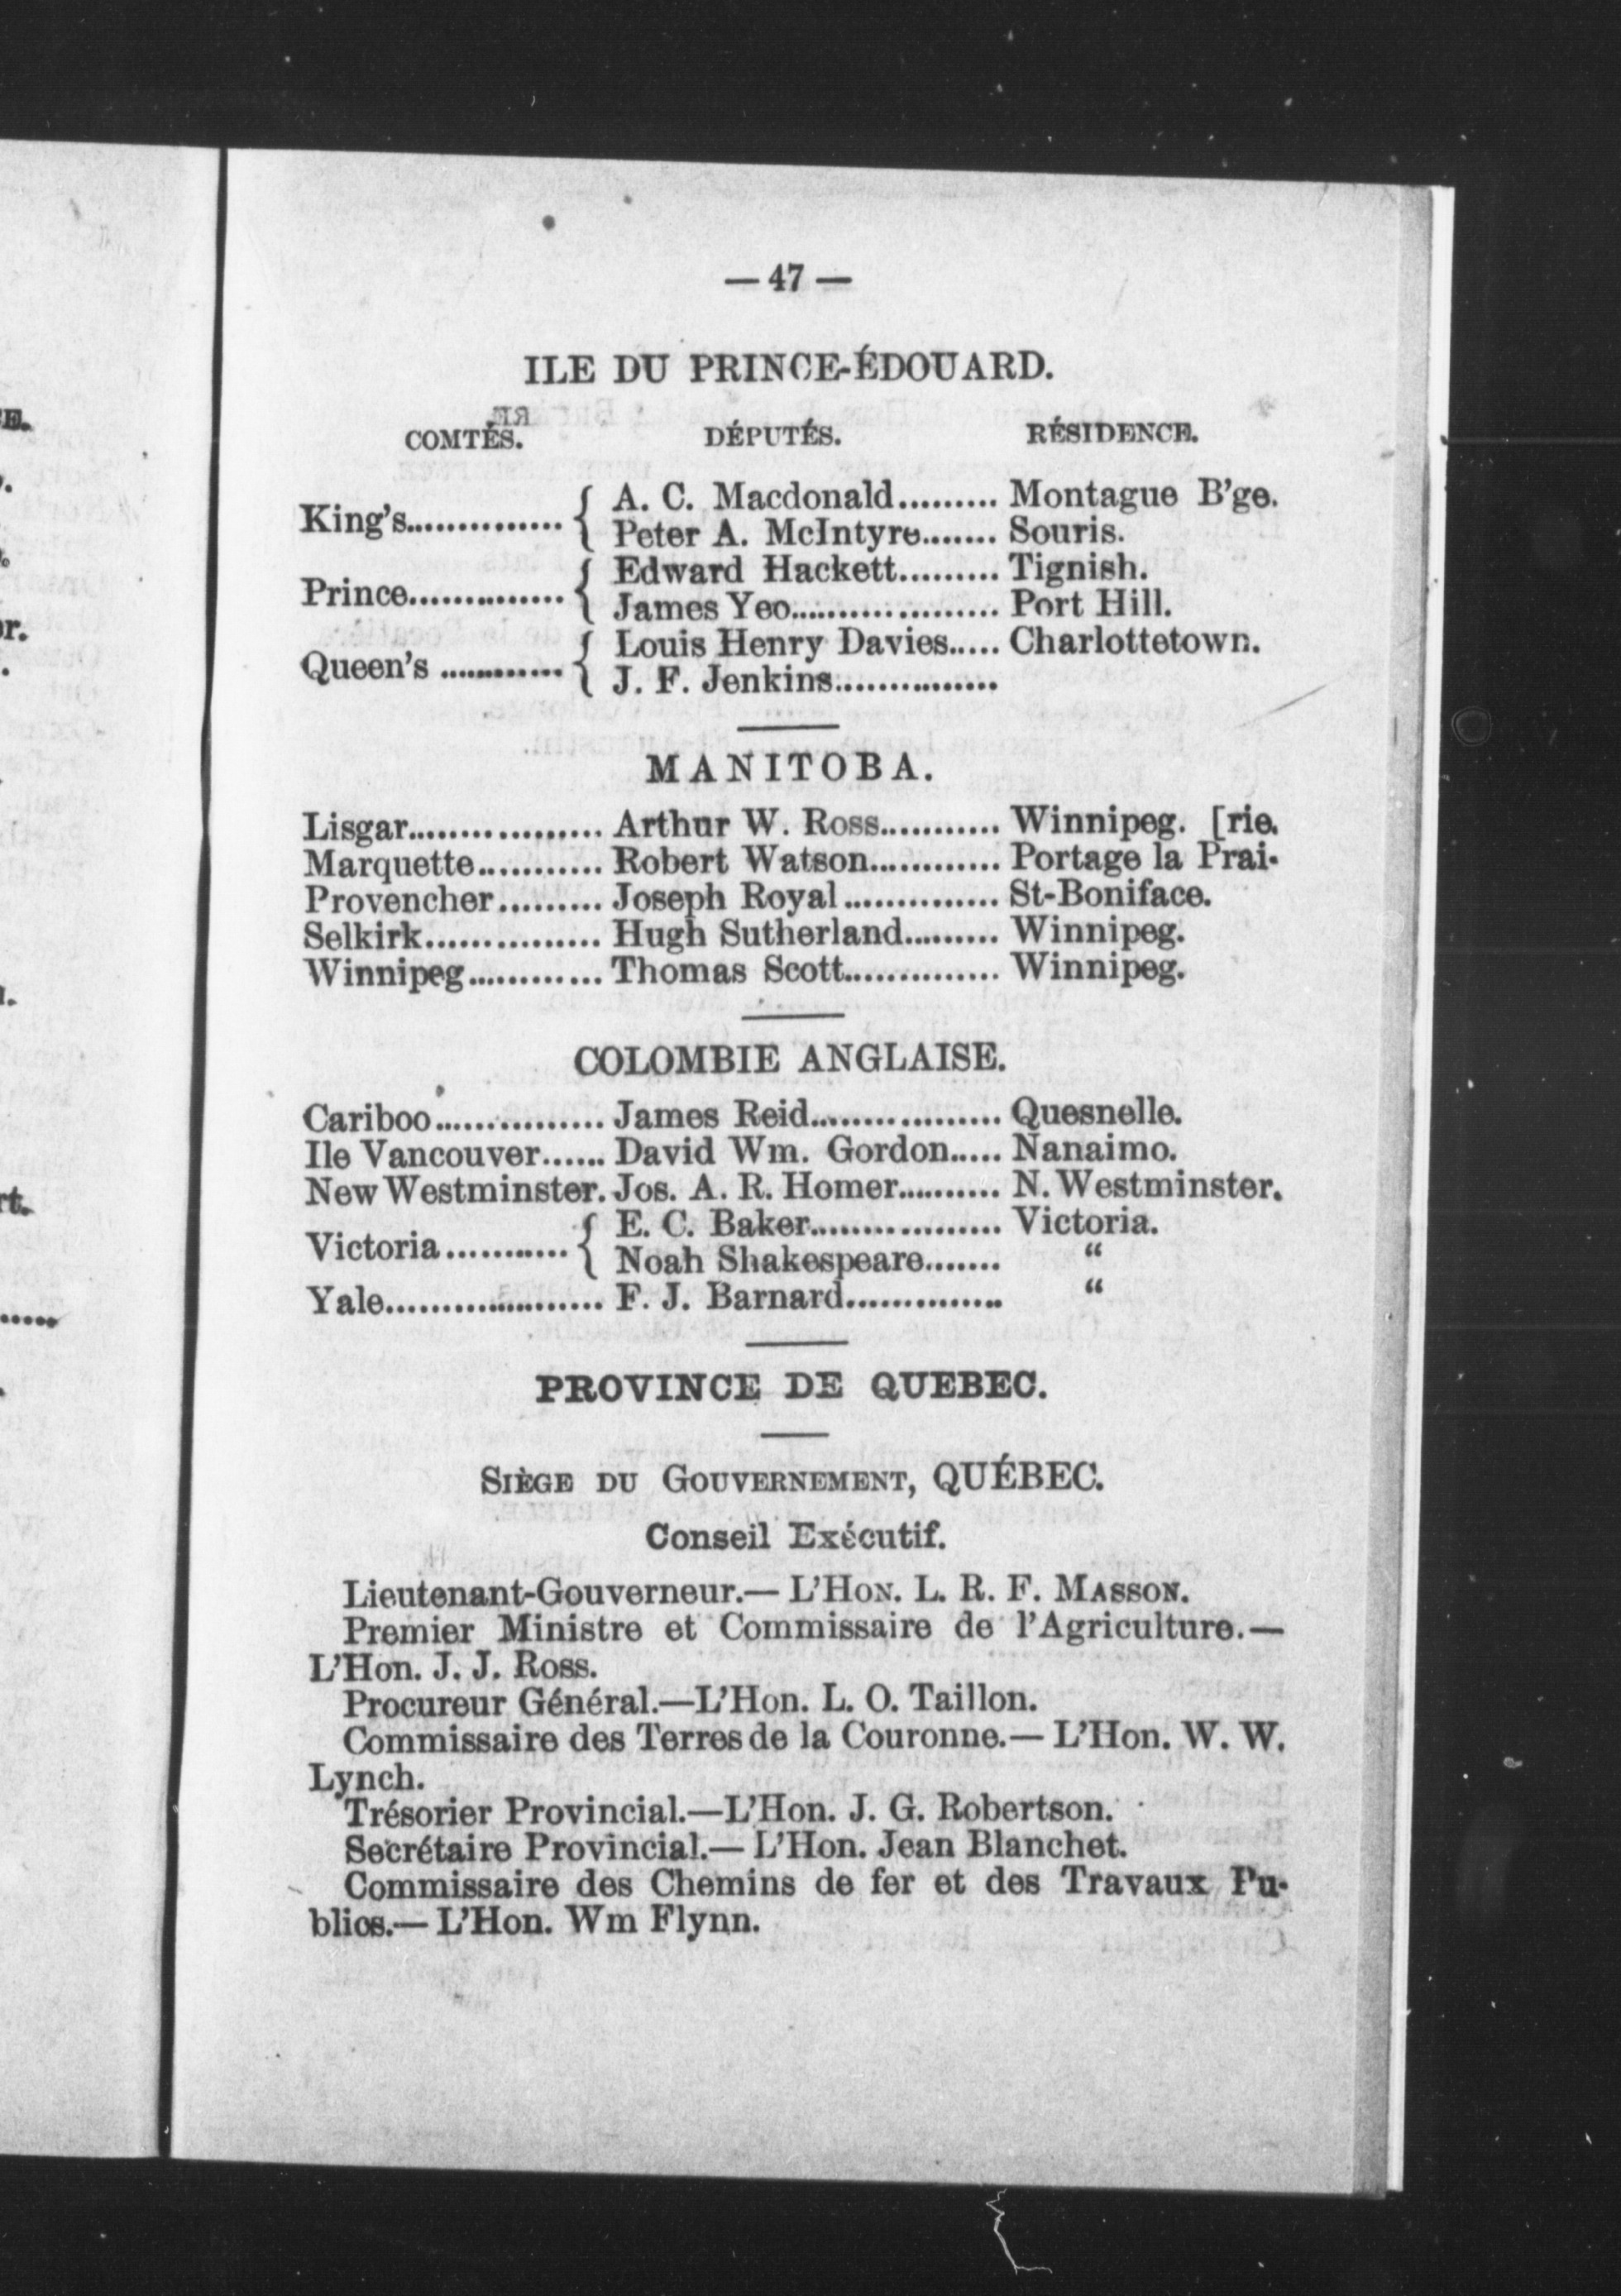 — 47 —
ILE DU PRINCE-ÉDOUARD.
COMTÉS. DÉPUTÉS. RÉSIDENCE.
King's.............. { A. C. Macdonald......... Montague B'ge.
Peter A. McIntyre....... Souris.
Prince.............. { Edward Hackett......... Tignish.
James Yeo................... Port Hill.
Queen's ............ { Louis Henry Davies..... Charlottetown.
J. F. Jenkins...............
MANITOBA.
Lisgar................. Arthur W. Ross........... Winnipeg. [rie.
Marquette........... Robert Watson............ Portage la Prai-
Provencher......... Joseph Royal .............. St-Boniface.
Selkirk................ Hugh Sutherland......... Winnipeg.
Winnipeg............ Thomas Scott.............. Winnipeg.
COLOMBIE ANGLAISE.
Cariboo............... James Reid................. Quesnelle.
Ile Vancouver...... David Wm. Gordon..... Nanaimo.
New Westminster. Jos. A. R. Homer.......... N. Westminster.
Victoria........... { E. C. Baker................. Victoria.
Noah Shakespeare....... “
Yale.................... F. J. Barnard.............. “
PROVINCE DE QUEBEC.
SIÈGE DU GOUVERNEMENT, QUÉBEC.
Conseil Exécutif.
Lieutenant-Gouverneur.— L'HON. L. R. F. MASSON.
Premier Ministre et Commissaire de l'Agriculture.—
L'Hon. J. J. Ross.
Procureur Général.—L'Hon. L. O. Taillon.
Commissaire des Terres de la Couronne.— L'Hon. W. W.
Lynch.
Trésorier Provincial.—L'Hon. J. G. Robertson.
Secrétaire Provincial.— L'Hon. Jean Blanchet.
Commissaire des Chemins de fer et des Travaux Pu-
blics.— L'Hon. Wm Flynn.